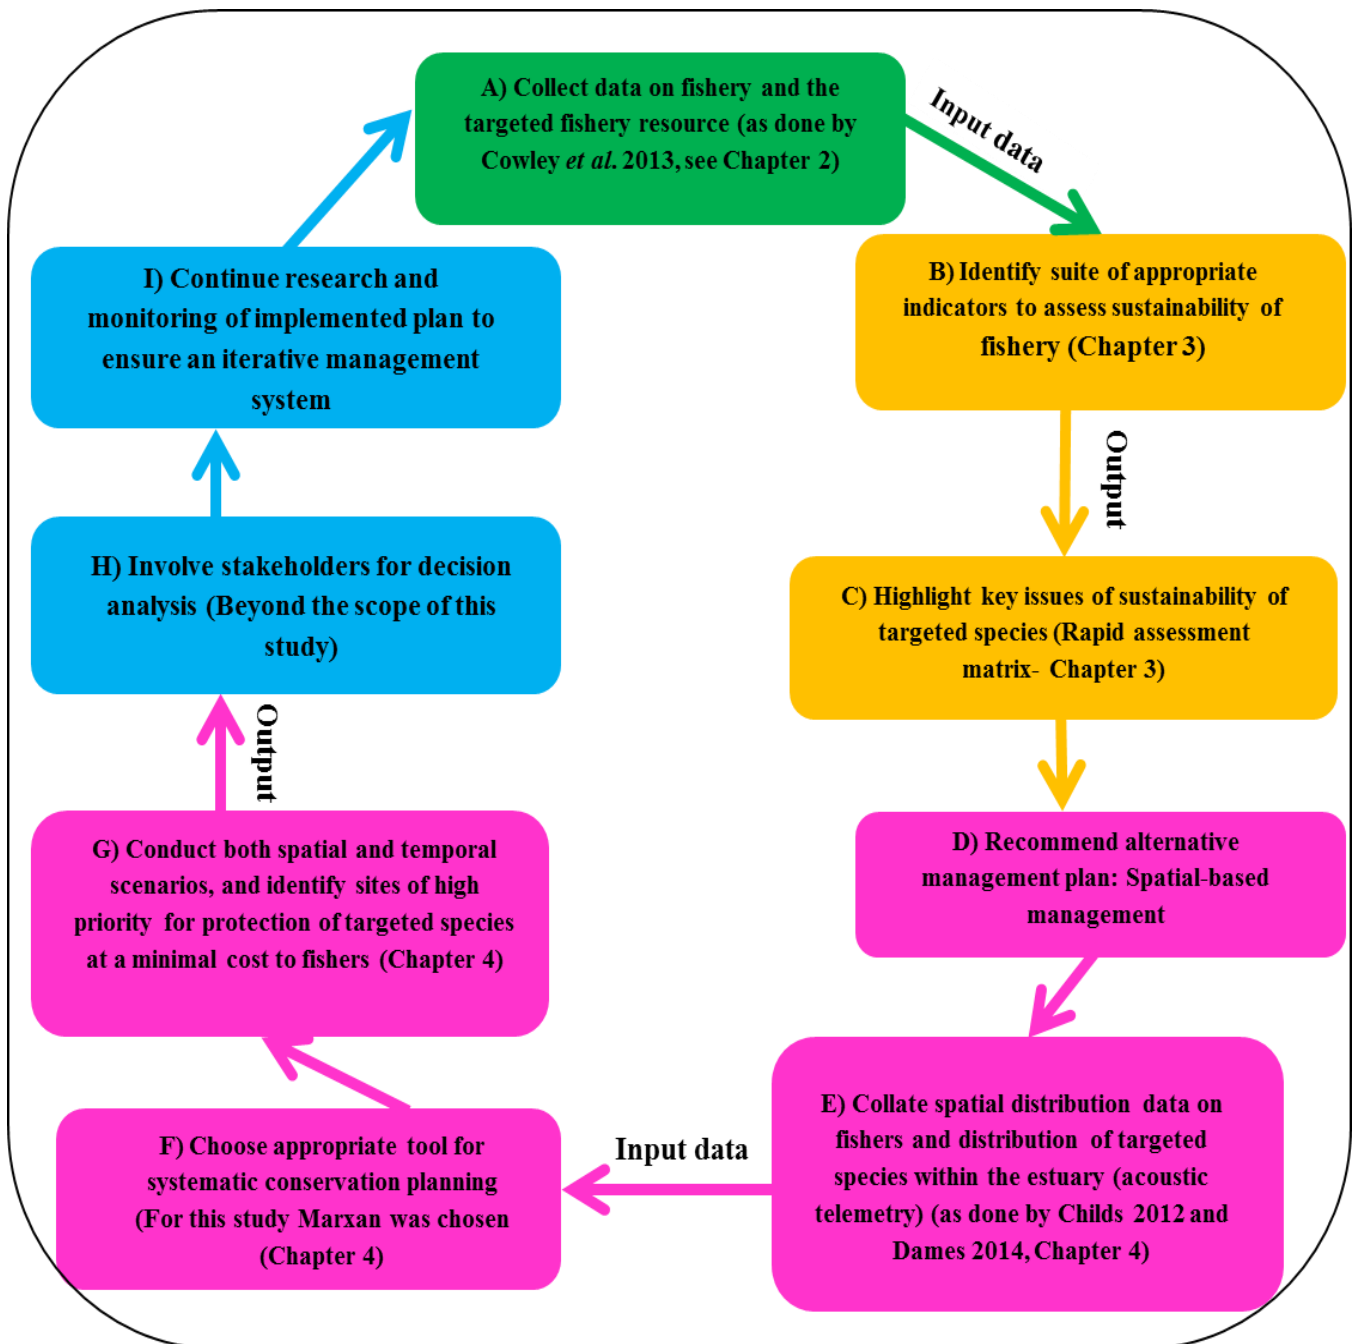 A) Collect data on fishery and the
targeted fishery resource (as done by
Cowley et al. 2013, see Chapter 2)
Input data
B) Identify suite of appropriate
indicators to assess sustainability of
fishery (Chapter 3)
Output
C) Highlight key issues of sustainability of
targeted species (Rapid assessment
matrix- Chapter 3)
D) Recommend alternative
management plan: Spatial-based
management
E) Collate spatial distribution data on
fishers and distribution of targeted
species within the estuary (acoustic
telemetry) (as done by Childs 2012 and
Dames 2014, Chapter 4)
Input data
F) Choose appropriate tool for
systematic conservation planning
(For this study Marxan was chosen
(Chapter 4)
G) Conduct both spatial and temporal
scenarios, and identify sites of high
priority for protection of targeted species
at a minimal cost to fishers (Chapter 4)
Output
H) Involve stakeholders for decision
analysis (Beyond the scope of this
study)
I) Continue research and
monitoring of implemented plan to
ensure an iterative management
system